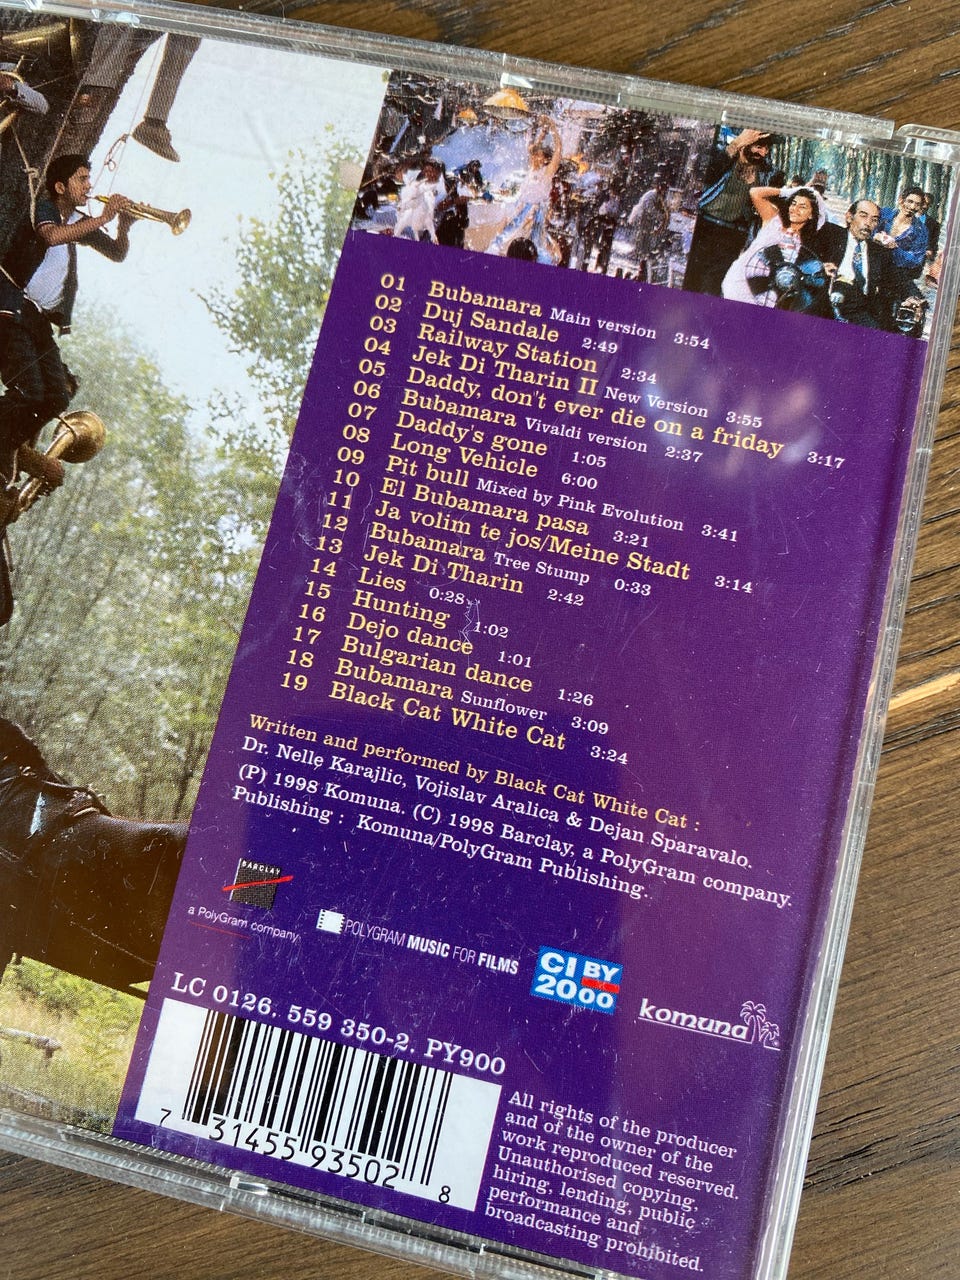 01 Bubamara Main version 3:54
02 Duj Sandale 2:49
03 Railway Station 2:34
04 Jek Di Tharin II New Version 3:55
05 Daddy, don't ever die on a friday 3:17
06 Bubamara Vivaldi version 2:37
07 Daddy's gone 1:05
08 Long Vehicle 6:00
09 Pit bull Mixed by Pink Evolution 3:41
10 El Bubamara pasa 3:21
11 Ja volim te jos/Meine Stadt 3:14
12 Bubamara Tree Stump 0:33
13 Jek Di Tharin 2:42
14 Lies 0:28
15 Hunting 1:02
16 Dejo dance 1:01
17 Bulgarian dance 1:26
18 Bubamara Sunflower 3:09
19 Black Cat White Cat 3:24
Written and performed by Black Cat White Cat :
Dr. Nelle Karajlic, Vojislav Aralica & Dejan Sparavalo.
(P) 1998 Komuna. (C) 1998 Barclay, a PolyGram company.
Publishing : Komuna/PolyGram Publishing.
BARCLAY
a PolyGram company
POLYGRAM MUSIC FOR FILMS
CIBY
2000
komuna
LC 0126. 559 350-2. PY900
7 31455 93502 8
All rights of the producer
and of the owner of the
work reproduced reserved.
Unauthorised copying,
hiring, lending, public
performance and
broadcasting prohibited.